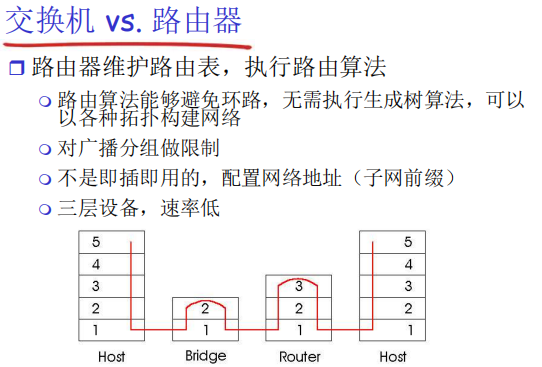 交换机 vs. 路由器
路由器维护路由表，执行路由算法
路由算法能够避免环路，无需执行生成树算法，可以
以各种拓扑构建网络
对广播分组做限制
不是即插即用的，配置网络地址（子网前缀）
三层设备，速率低
5
4
3
2
1
Host
2
1
Bridge
3
2
1
Router
5
4
3
2
1
Host